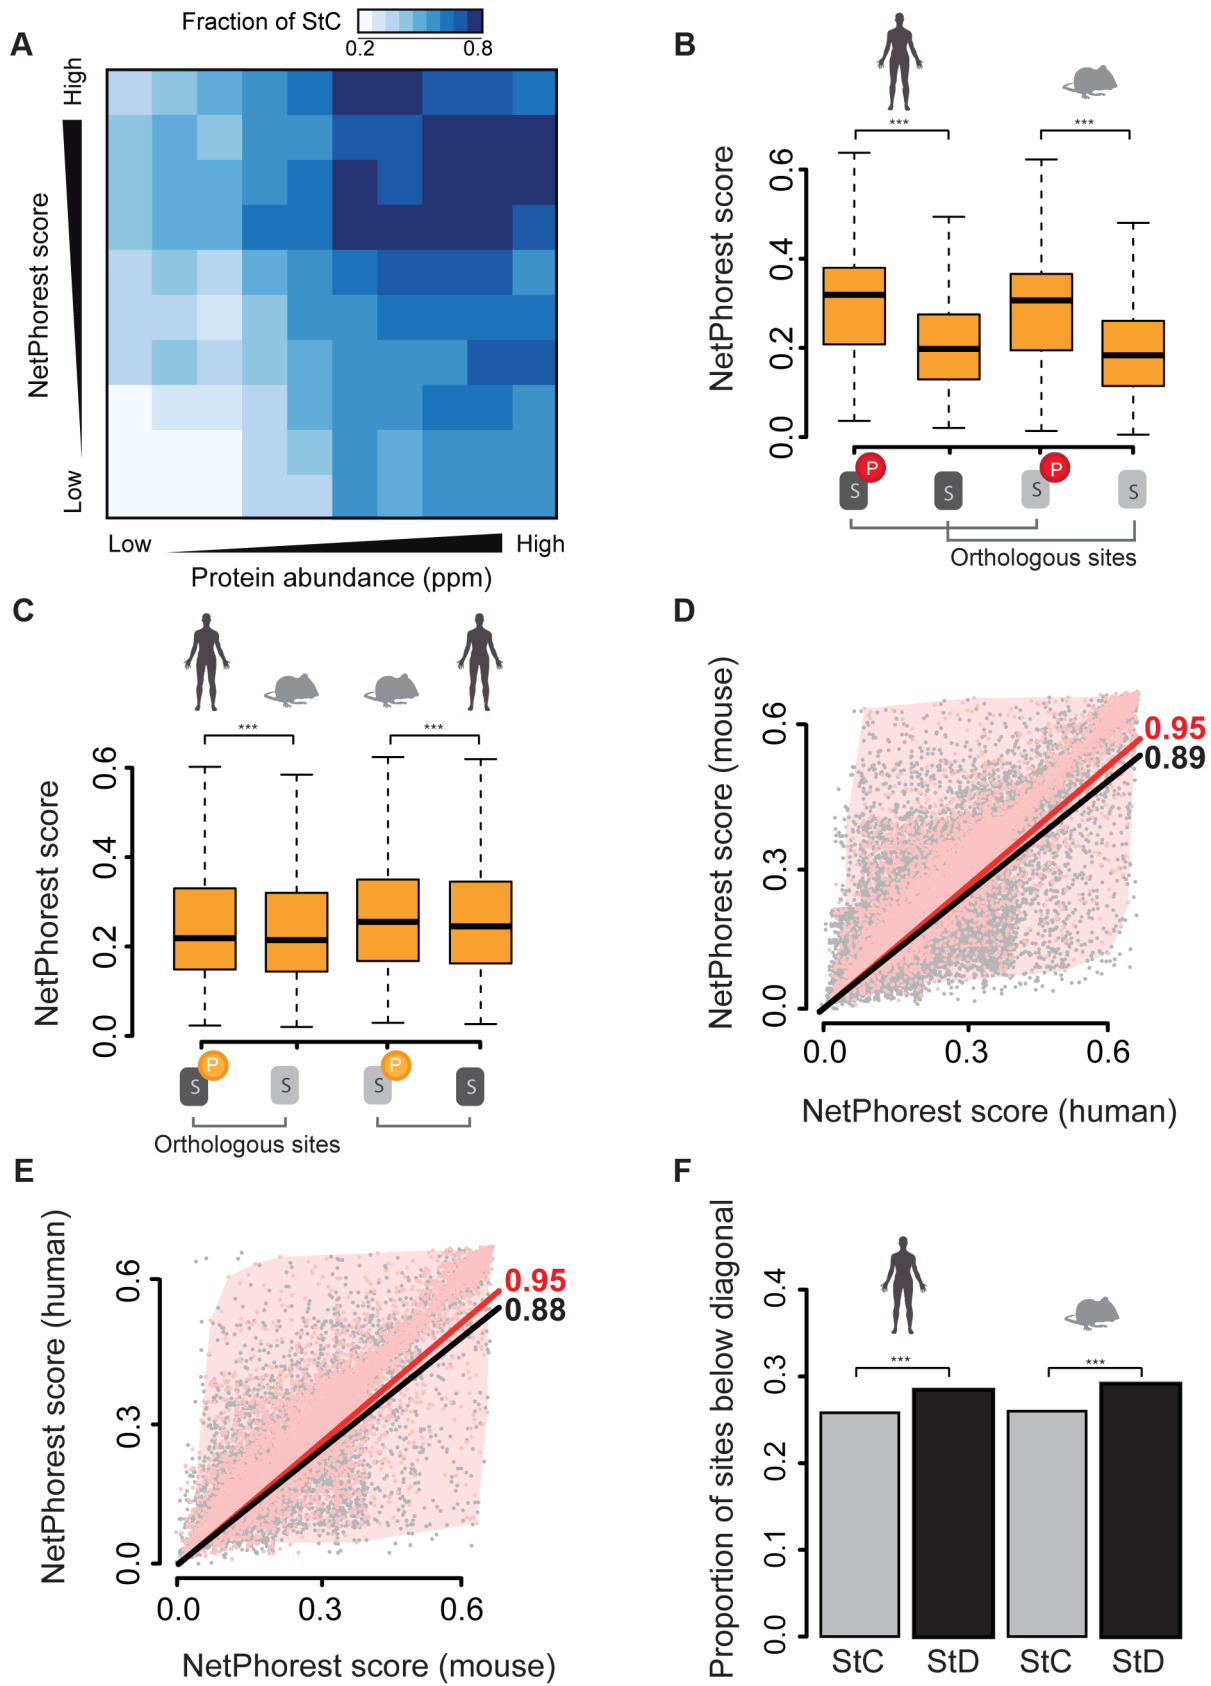 A
Fraction of StC
0.2 0.8
High
NetPhorest score
Low
Low High
Protein abundance (ppm)
B
*** ***
NetPhorest score
0.6
0.4
0.2
0.0
P P
S S S S
Orthologous sites
C
*** ***
NetPhorest score
0.6
0.4
0.2
0.0
P P
S S S S
Orthologous sites
D
NetPhorest score (mouse)
0.6
0.3
0.0
0.95
0.89
0.0 0.3 0.6
NetPhorest score (human)
E
NetPhorest score (human)
0.6
0.3
0.0
0.95
0.88
0.0 0.3 0.6
NetPhorest score (mouse)
F
Proportion of sites below diagonal
0.4
0.3
0.2
0.1
0.0
*** ***
StC StD StC StD